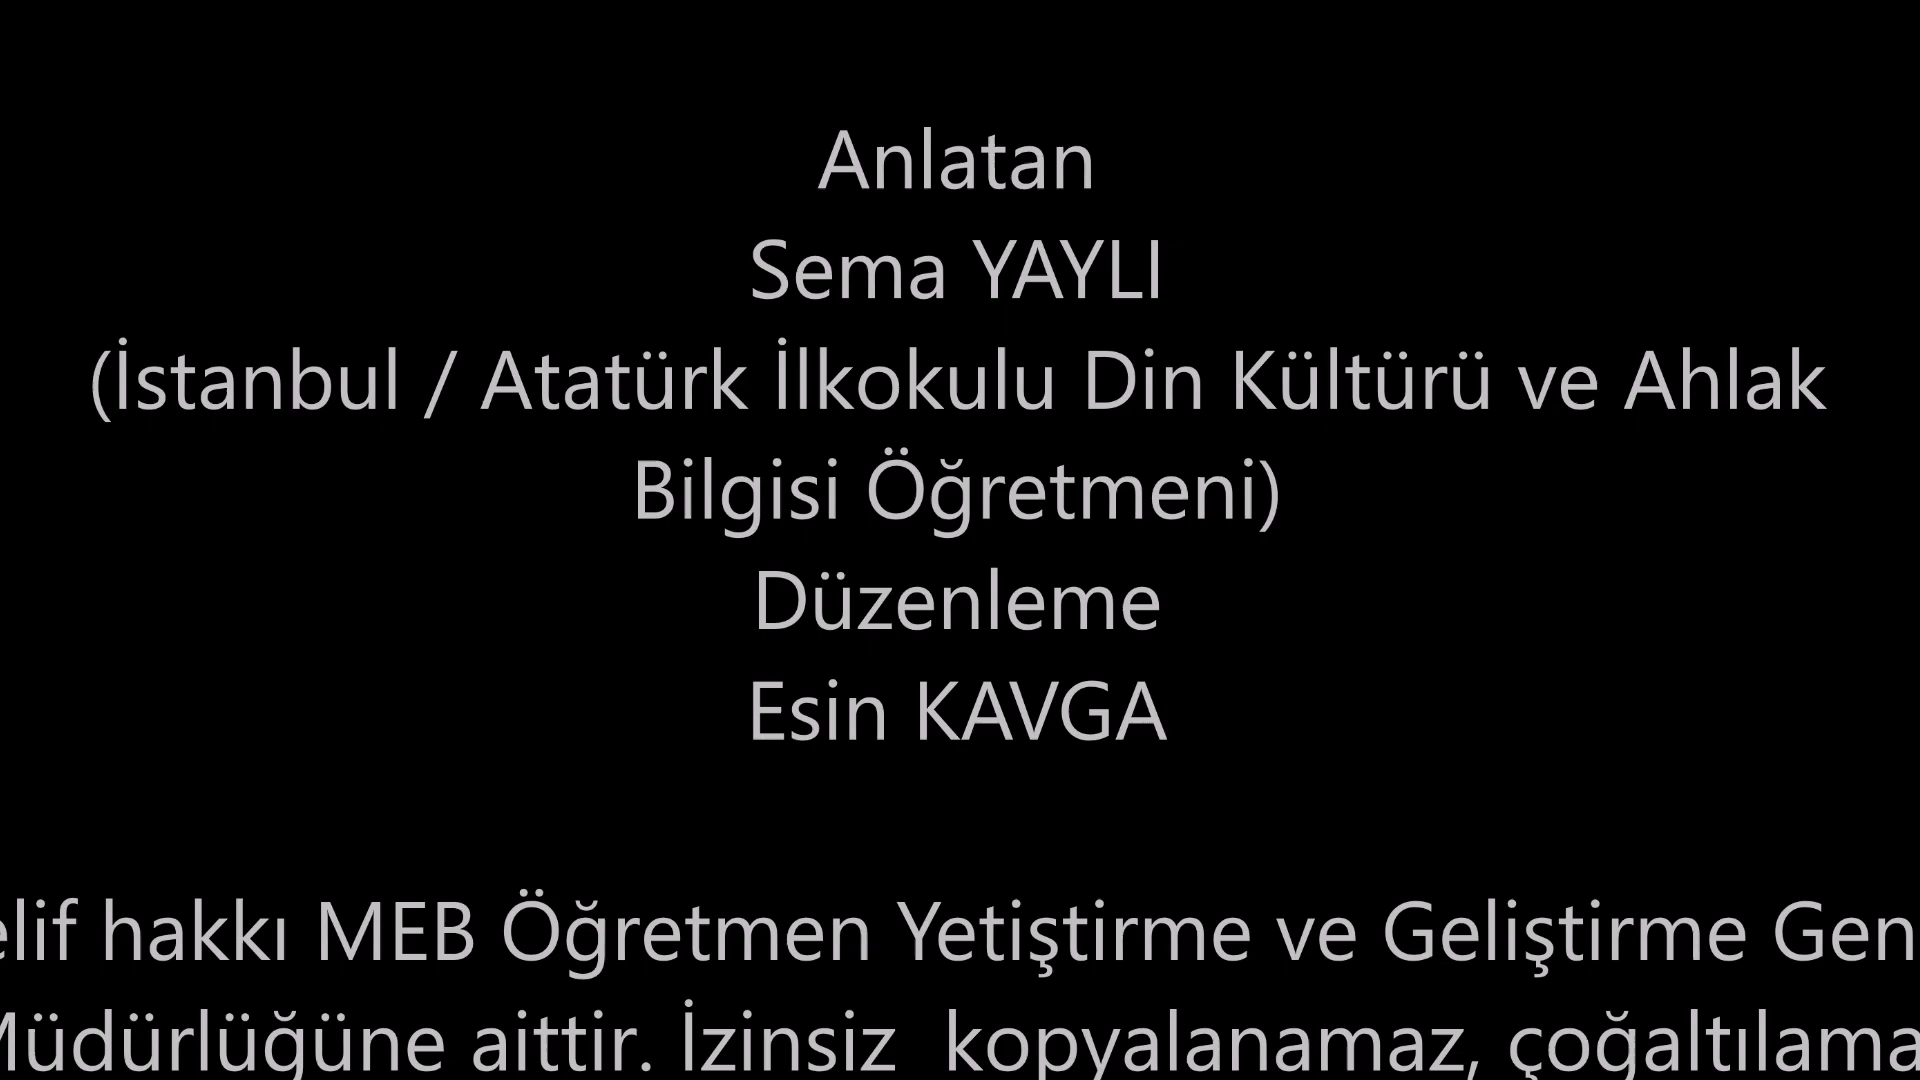 Anlatan
Sema YAYLI
(İstanbul / Atatürk İlkokulu Din Kültürü ve Ahlak
Bilgisi Öğretmeni)
Düzenleme
Esin KAVGA
elif hakkı MEB Öğretmen Yetiştirme ve Geliştirme Gen
Müdürlüğüne aittir. İzinsiz kopyalanamaz, çoğaltılama